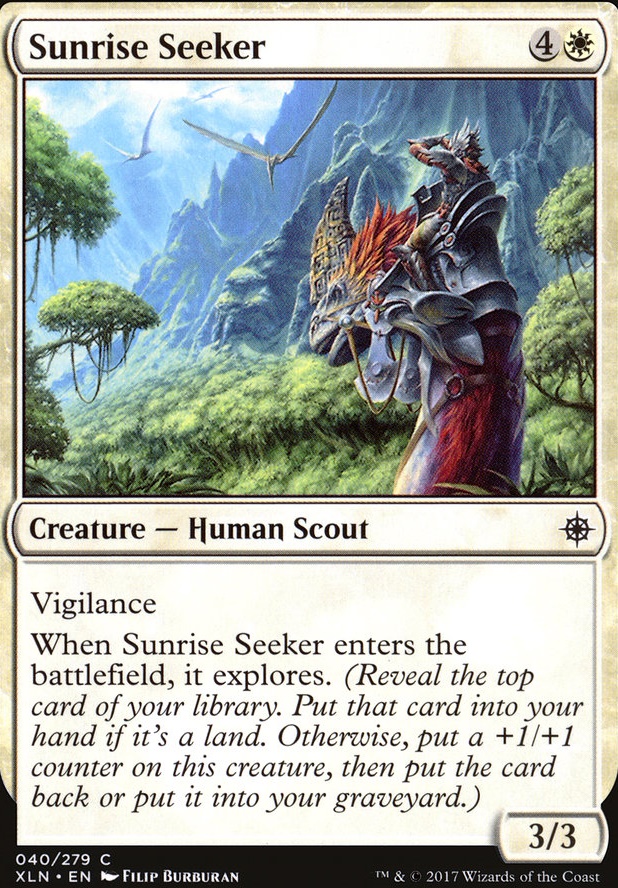 Sunrise Seeker 4
Creature — Human Scout
Vigilance
When Sunrise Seeker enters the
battlefield, it explores. (Reveal the top
card of your library. Put that card into your
hand if it's a land. Otherwise, put a +1/+1
counter on this creature, then put the card
back or put it into your graveyard.)
3/3
040/279 C
XLN • EN Filip Burburan
™ & © 2017 Wizards of the Coast